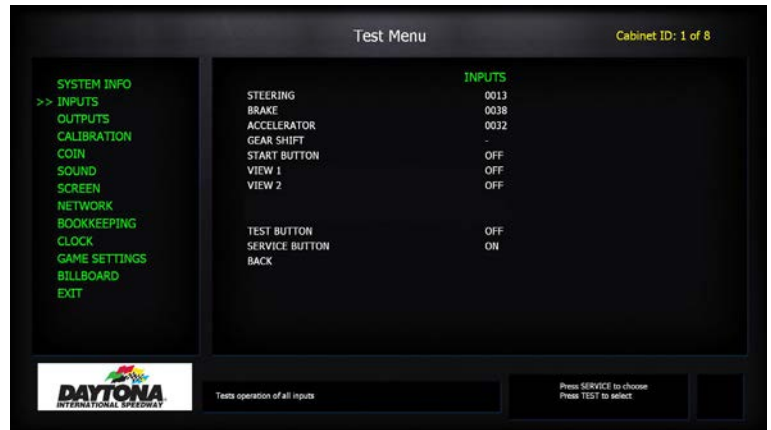 Test Menu
Cabinet ID: 1 of 8
SYSTEM INFO
>> INPUTS
OUTPUTS
CALIBRATION
COIN
SOUND
SCREEN
NETWORK
BOOKKEEPING
CLOCK
GAME SETTINGS
BILLBOARD
EXIT
INPUTS
STEERING 0013
BRAKE 0038
ACCELERATOR 0032
GEAR SHIFT -
START BUTTON OFF
VIEW 1 OFF
VIEW 2 OFF
TEST BUTTON OFF
SERVICE BUTTON ON
BACK
DAYTONA
INTERNATIONAL SPEEDWAY
Tests operation of all inputs
Press SERVICE to choose
Press TEST to select